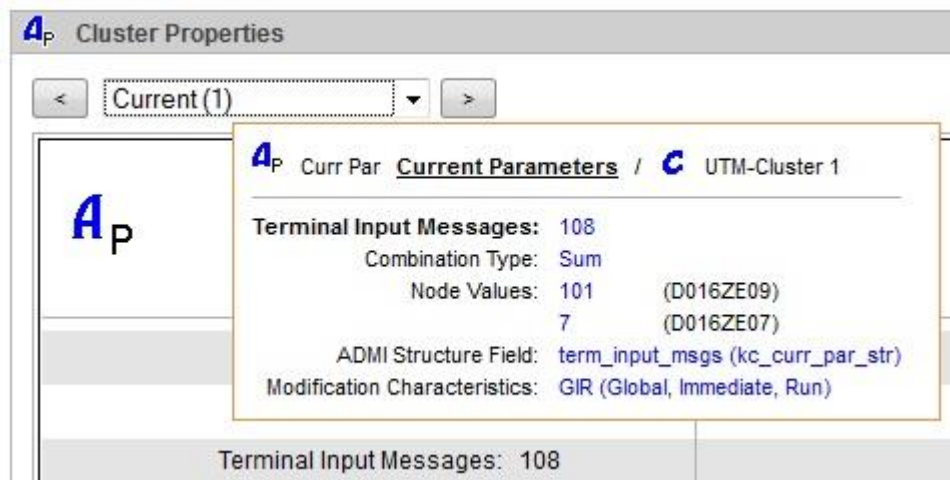 AP Cluster Properties
< Current (1) >
AP Curr Par Current Parameters / C UTM-Cluster 1
AP
Terminal Input Messages: 108
Combination Type: Sum
Node Values: 101 (D016ZE09)
7 (D016ZE07)
ADMI Structure Field: term_input_msgs (kc_curr_par_str)
Modification Characteristics: GIR (Global, Immediate, Run)
Terminal Input Messages: 108